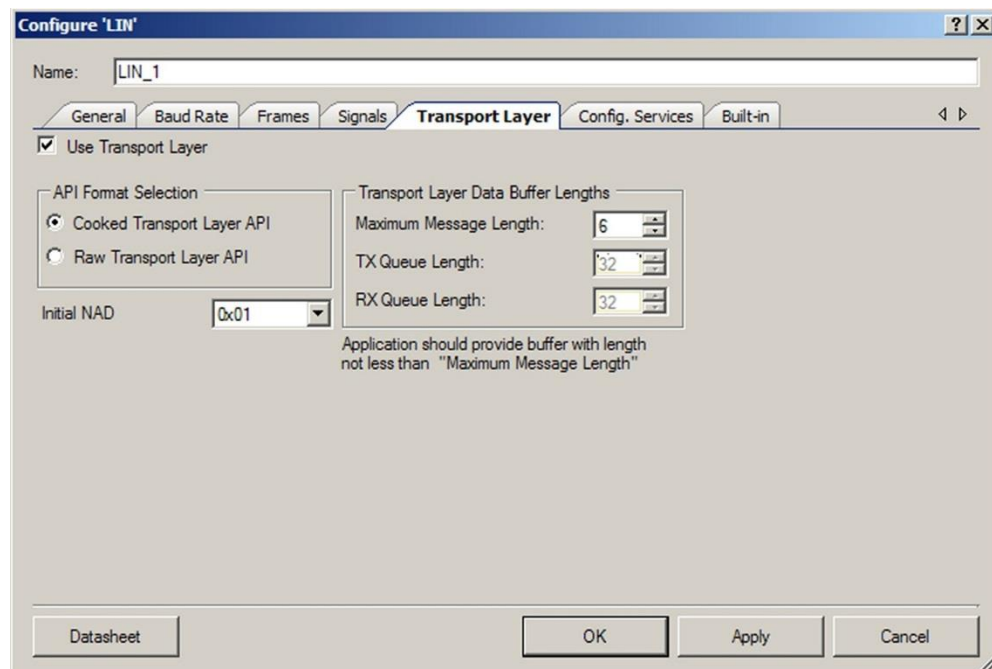 Configure 'LIN'
Name: LIN_1
General Baud Rate Frames Signals Transport Layer Config. Services Built-in
Use Transport Layer
API Format Selection
Cooked Transport Layer API
Raw Transport Layer API
Initial NAD 0x01
Transport Layer Data Buffer Lengths
Maximum Message Length: 6
TX Queue Length: 32
RX Queue Length: 32
Application should provide buffer with length
not less than "Maximum Message Length"
Datasheet OK Apply Cancel